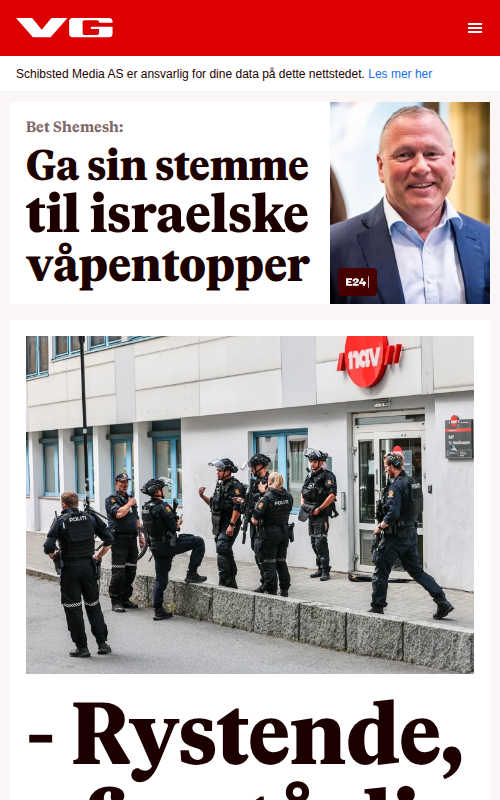 VG
Schibsted Media AS er ansvarlig for dine data på dette nettstedet. Les mer her
Bet Shemesh:
Ga sin stemme
til israelske
våpentopper
E24
nav
POLITI
- Rystende,